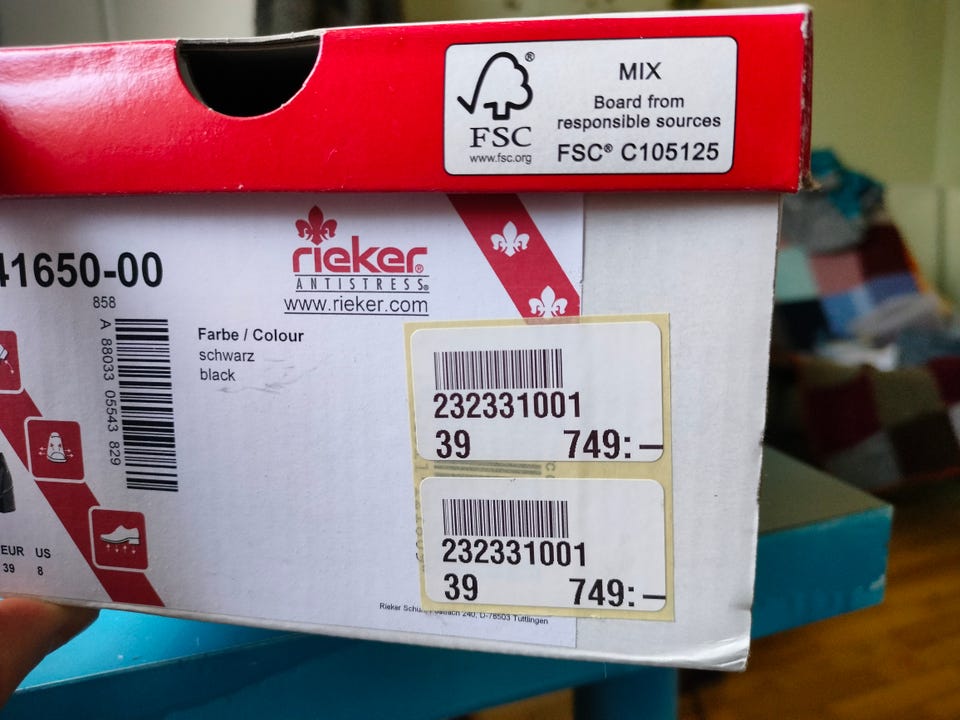 FSC®
www.fsc.org
MIX
Board from
responsible sources
FSC® C105125
41650-00
858
A 88033 05543 829
rieker®
ANTISTRESS®
www.rieker.com
Farbe / Colour
schwarz
black
232331001
39 749:–
232331001
39 749:–
EUR US
39 8
Rieker 240, D-78503 Tuttlingen